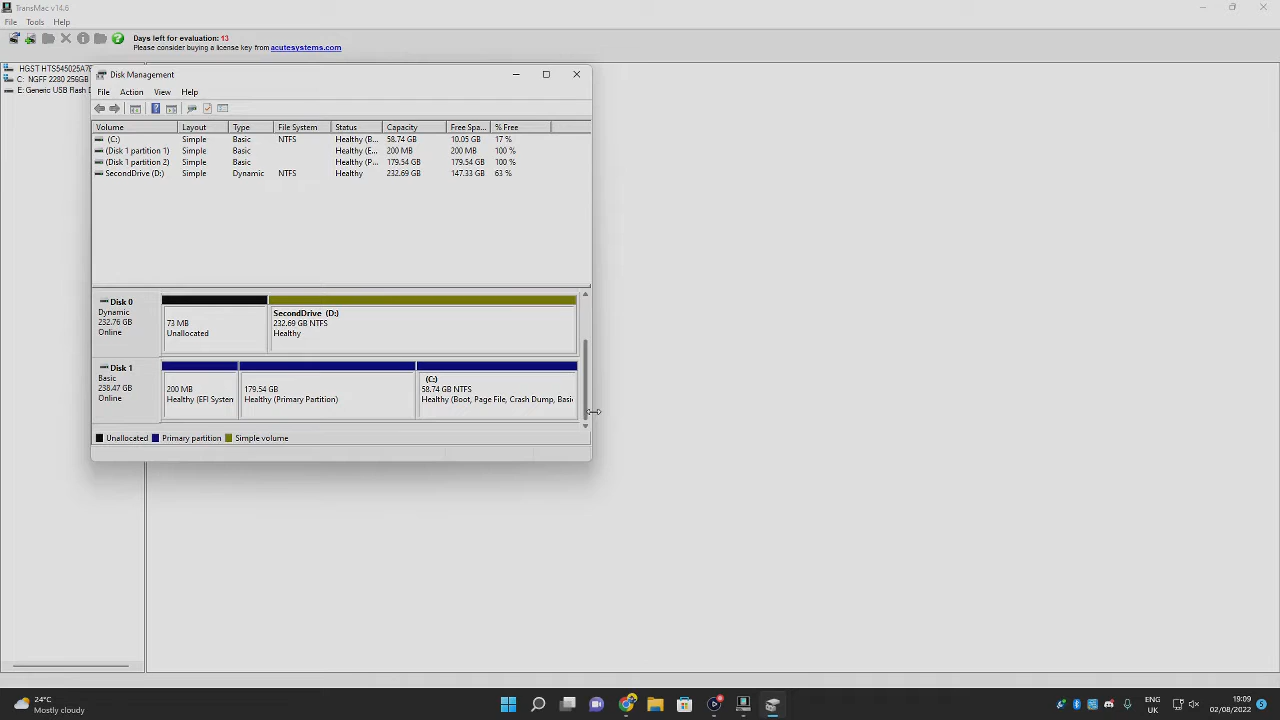 TransMac v14.6
File Tools Help
Days left for evaluation: 13
Please consider buying a license key from acutesystems.com
HGST HTS545025A7
C: NGFF 2280 256GB
E: Generic USB Flash D
Disk Management
File Action View Help
Volume Layout Type File System Status Capacity Free Spa... % Free
(C:) Simple Basic NTFS Healthy (B... 58.74 GB 10.05 GB 17 %
(Disk 1 partition 1) Simple Basic Healthy (E... 200 MB 200 MB 100 %
(Disk 1 partition 2) Simple Basic Healthy (P... 179.54 GB 179.54 GB 100 %
SecondDrive (D:) Simple Dynamic NTFS Healthy 232.69 GB 147.33 GB 63 %
Disk 0
Dynamic
232.76 GB
Online
73 MB
Unallocated
SecondDrive (D:)
232.69 GB NTFS
Healthy
Disk 1
Basic
238.47 GB
Online
200 MB
Healthy (EFI System
179.54 GB
Healthy (Primary Partition)
(C:)
58.74 GB NTFS
Healthy (Boot, Page File, Crash Dump, Basi
Unallocated Primary partition Simple volume
24°C
Mostly cloudy
ENG
UK
19:09
02/08/2022